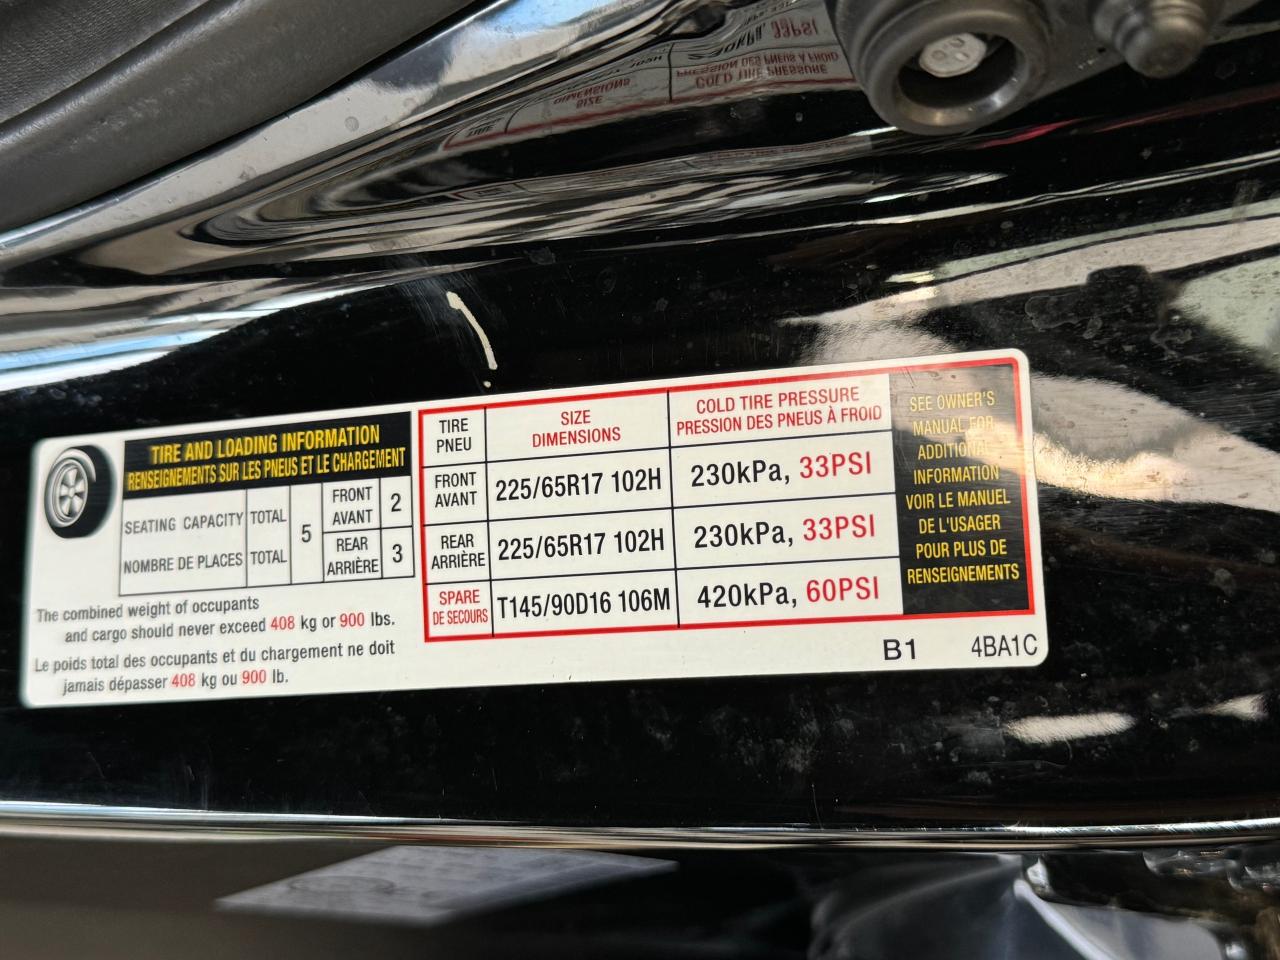 TIRE AND LOADING INFORMATION
RENSEIGNEMENTS SUR LES PNEUS ET LE CHARGEMENT
SEATING CAPACITY TOTAL 5 FRONT AVANT 2
NOMBRE DE PLACES TOTAL REAR ARRIÈRE 3
The combined weight of occupants
and cargo should never exceed 408 kg or 900 lbs.
Le poids total des occupants et du chargement ne doit
jamais dépasser 408 kg ou 900 lb.
TIRE PNEU SIZE DIMENSIONS COLD TIRE PRESSURE PRESSION DES PNEUS À FROID
FRONT AVANT 225/65R17 102H 230kPa, 33PSI
REAR ARRIÈRE 225/65R17 102H 230kPa, 33PSI
SPARE DE SECOURS T145/90D16 106M 420kPa, 60PSI
SEE OWNER'S
MANUAL FOR
ADDITIONAL
INFORMATION
VOIR LE MANUEL
DE L'USAGER
POUR PLUS DE
RENSEIGNEMENTS
B1 4BA1C